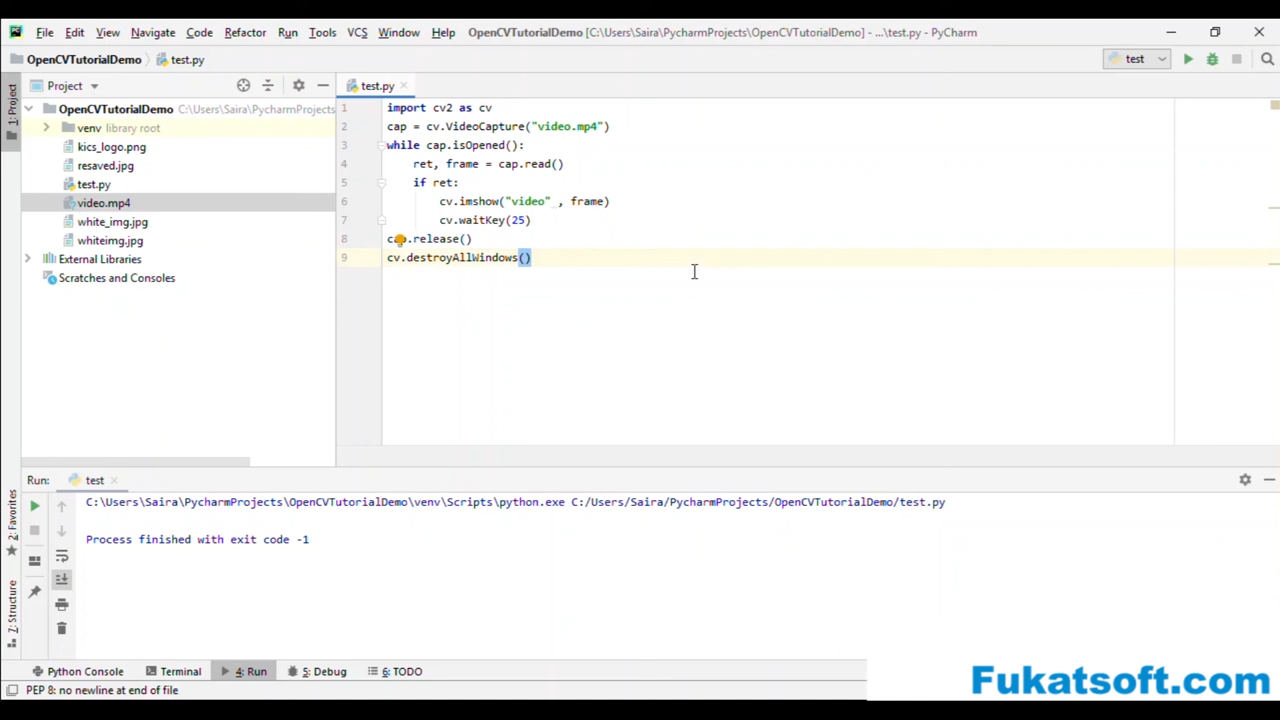 File Edit View Navigate Code Refactor Run Tools VCS Window Help OpenCVTutorialDemo [C:\Users\Saira\PycharmProjects\OpenCVTutorialDemo] - ...\test.py - PyCharm
OpenCVTutorialDemo test.py test
1: Project
Project
test.py
OpenCVTutorialDemo C:\Users\Saira\PycharmProjects
venv library root
kics_logo.png
resaved.jpg
test.py
video.mp4
white_img.jpg
whiteimg.jpg
External Libraries
Scratches and Consoles
1 import cv2 as cv
2 cap = cv.VideoCapture("video.mp4")
3 while cap.isOpened():
4 ret, frame = cap.read()
5 if ret:
6 cv.imshow("video" , frame)
7 cv.waitKey(25)
8 cap.release()
9 cv.destroyAllWindows()
2: Favorites
7: Structure
Run: test
C:\Users\Saira\PycharmProjects\OpenCVTutorialDemo\venv\Scripts\python.exe C:/Users/Saira/PycharmProjects/OpenCVTutorialDemo/test.py
Process finished with exit code -1
Python Console Terminal 4: Run 5: Debug 6: TODO
PEP 8: no newline at end of file
Fukatsoft.com